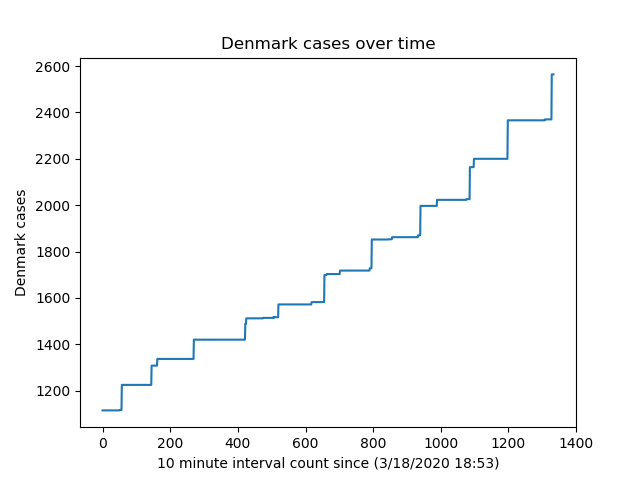 Denmark cases over time
2600
2400
2200
2000
1800
1600
1400
1200
Denmark cases
0 200 400 600 800 1000 1200 1400
10 minute interval count since (3/18/2020 18:53)